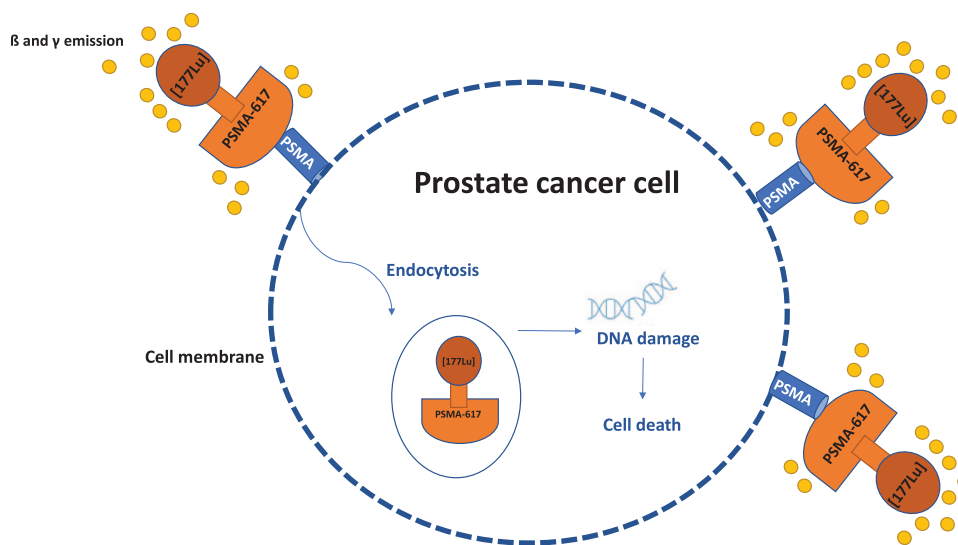 ß and γ emission
[177Lu]
PSMA-617
PSMA
[177Lu]
PSMA-617
PSMA
Prostate cancer cell
Endocytosis
DNA damage
Cell membrane
[177Lu]
PSMA-617
Cell death
PSMA
PSMA-617
[177Lu]